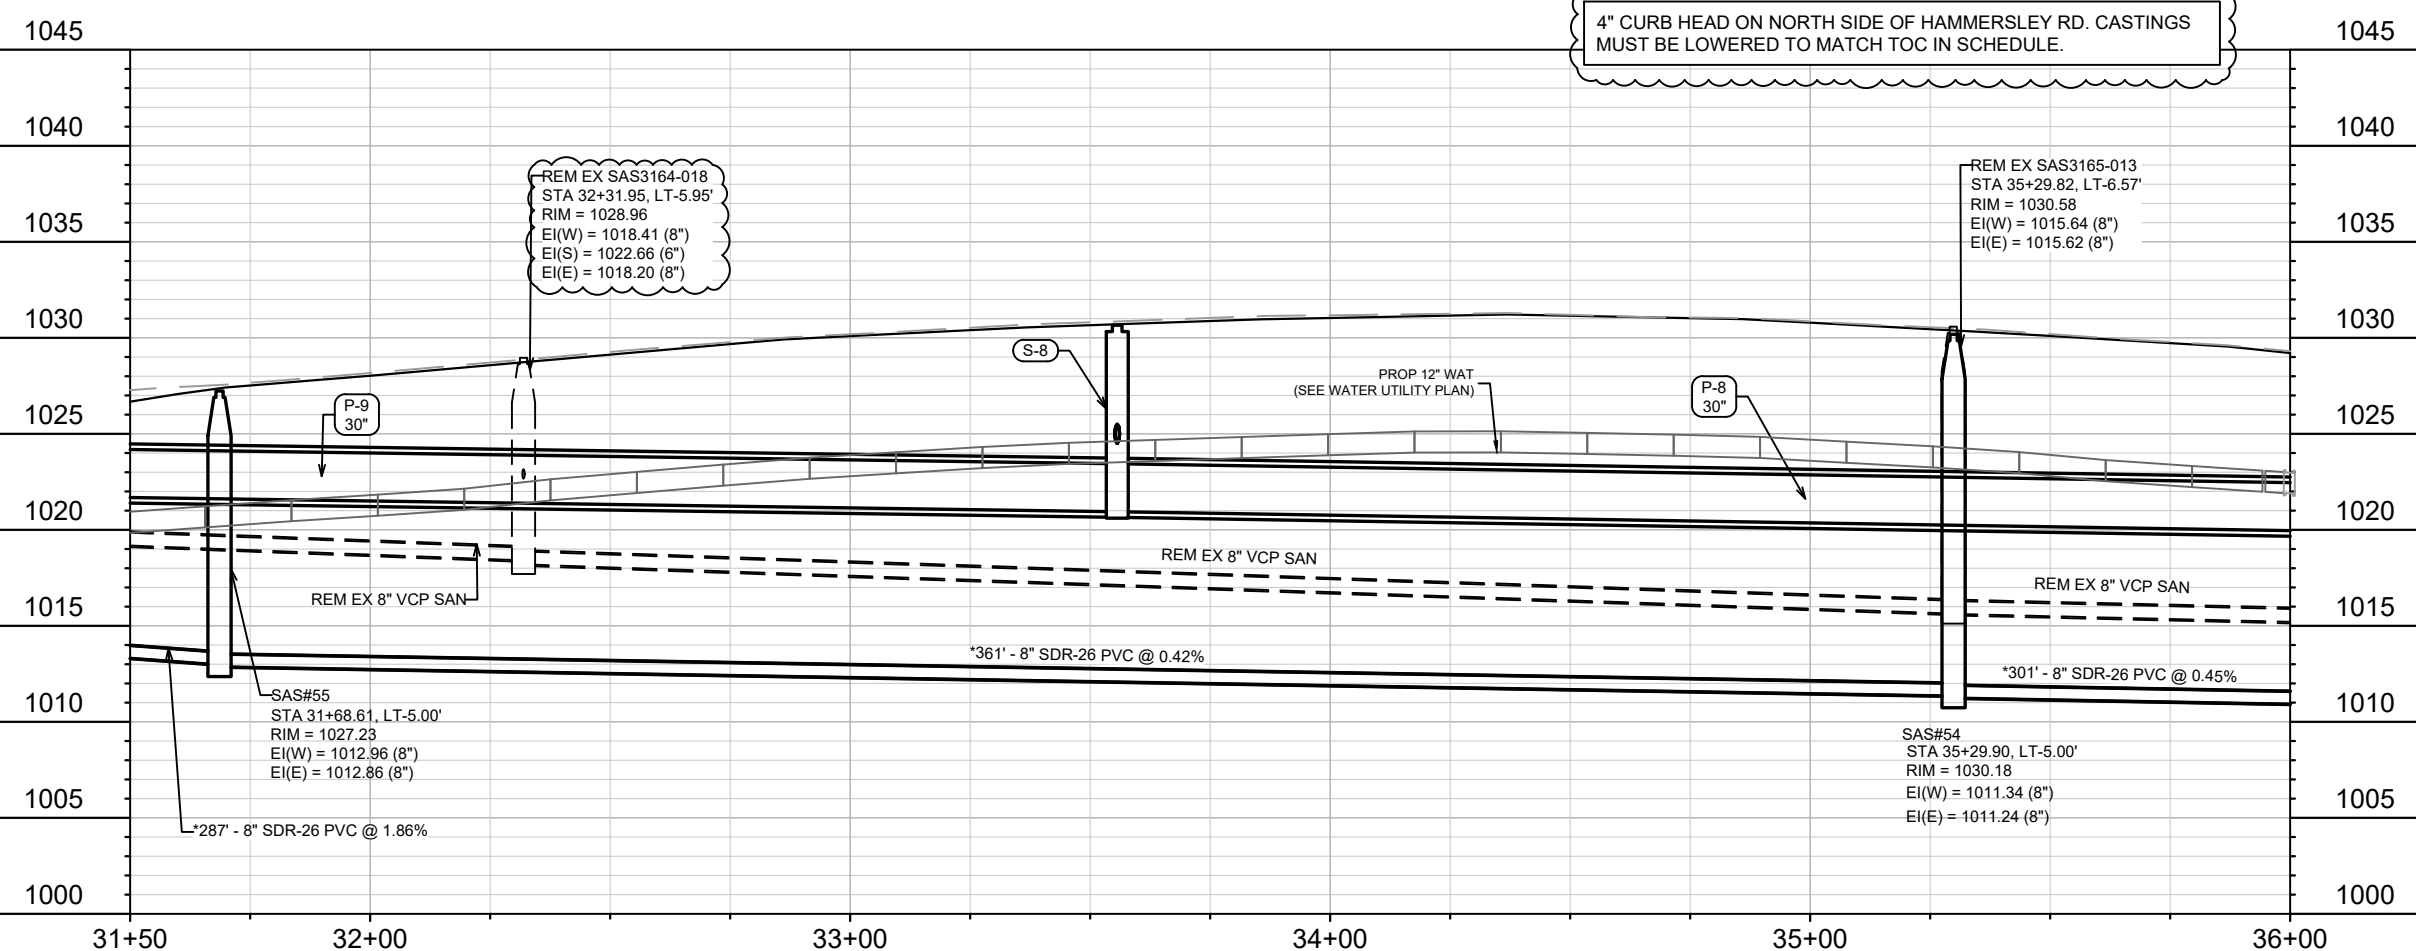 4" CURB HEAD ON NORTH SIDE OF HAMMERSLEY RD. CASTINGS
MUST BE LOWERED TO MATCH TOC IN SCHEDULE.
1045
1045
1040
1040
1035
1035
1030
1030
1025
1025
1020
1020
1015
1015
1010
1010
1005
1005
1000
1000
REM EX SAS3164-018
STA 32+31.95, LT-5.95'
RIM = 1028.96
EI(W) = 1018.41 (8")
EI(S) = 1022.66 (6")
EI(E) = 1018.20 (8")
REM EX SAS3165-013
STA 35+29.82, LT-6.57'
RIM = 1030.58
EI(W) = 1015.64 (8")
EI(E) = 1015.62 (8")
S-8
PROP 12" WAT
(SEE WATER UTILITY PLAN)
P-9
30"
P-8
30"
REM EX 8" VCP SAN
REM EX 8" VCP SAN
REM EX 8" VCP SAN
*361' - 8" SDR-26 PVC @ 0.42%
*301' - 8" SDR-26 PVC @ 0.45%
SAS#55
STA 31+68.61, LT-5.00'
RIM = 1027.23
EI(W) = 1012.96 (8")
EI(E) = 1012.86 (8")
SAS#54
STA 35+29.90, LT-5.00'
RIM = 1030.18
EI(W) = 1011.34 (8")
EI(E) = 1011.24 (8")
*287' - 8" SDR-26 PVC @ 1.86%
31+50
32+00
33+00
34+00
35+00
36+00